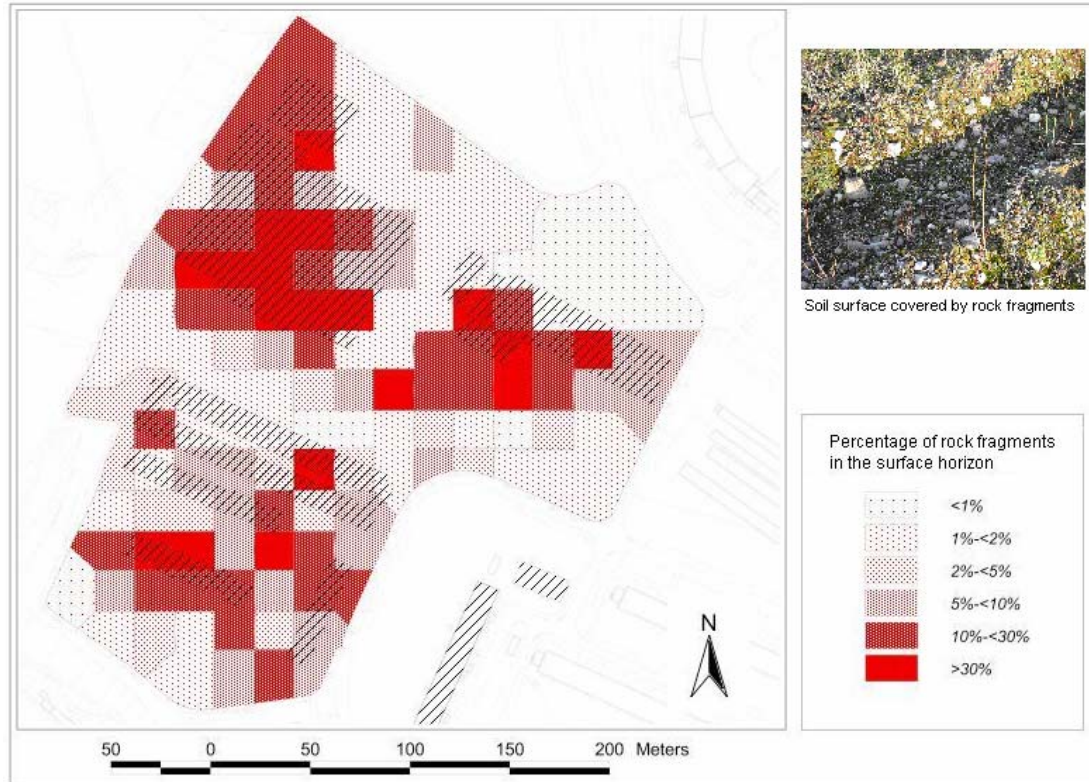 Soil surface covered by rock fragments
Percentage of rock fragments
in the surface horizon
<1%
1%-<2%
2%-<5%
5%-<10%
10%-<30%
>30%
N
50 0 50 100 150 200 Meters